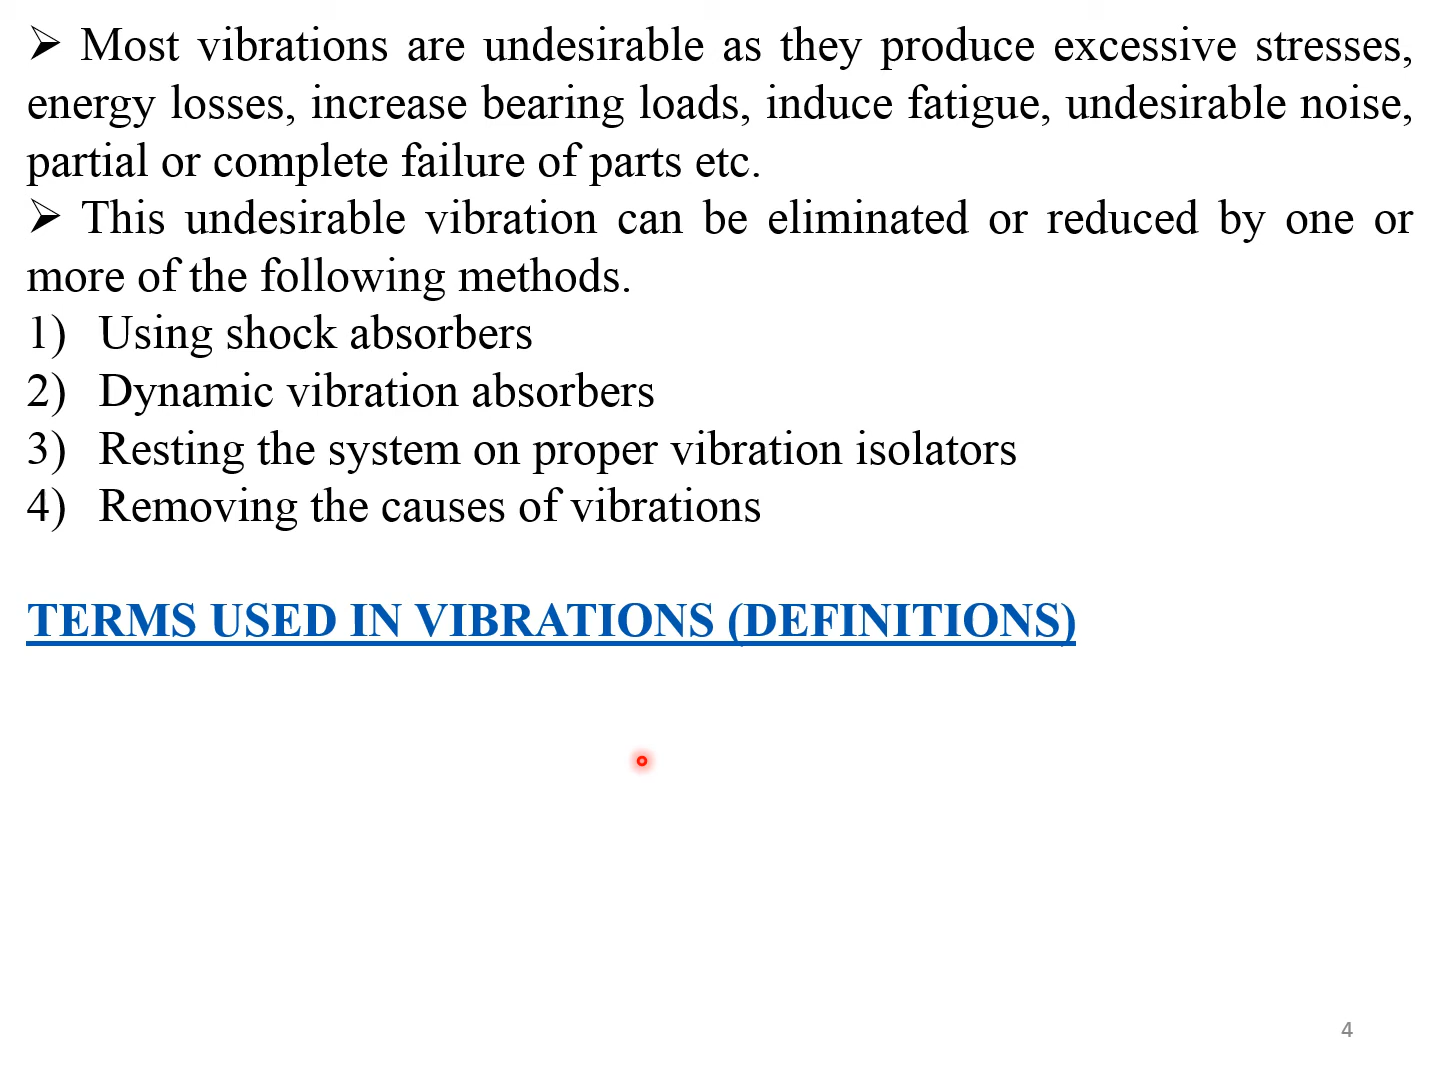 ➢ Most vibrations are undesirable as they produce excessive stresses,
energy losses, increase bearing loads, induce fatigue, undesirable noise,
partial or complete failure of parts etc.
➢ This undesirable vibration can be eliminated or reduced by one or
more of the following methods.
1) Using shock absorbers
2) Dynamic vibration absorbers
3) Resting the system on proper vibration isolators
4) Removing the causes of vibrations
TERMS USED IN VIBRATIONS (DEFINITIONS)
4